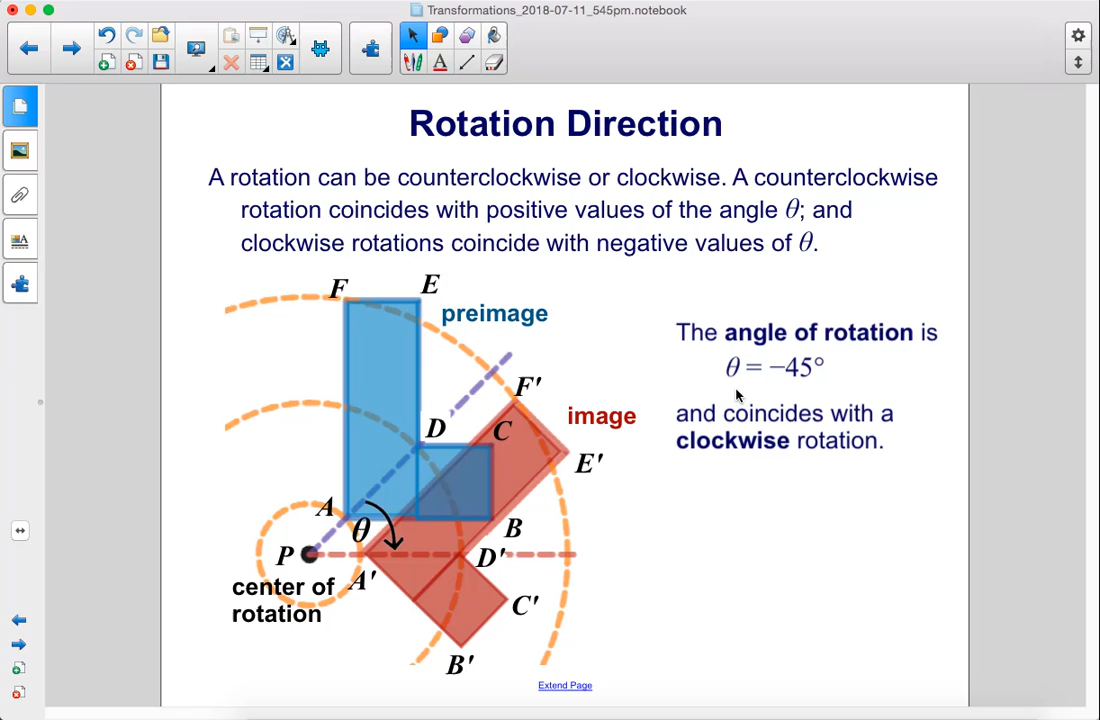 Transformations_2018-07-11_545pm.notebook
Rotation Direction
A rotation can be counterclockwise or clockwise. A counterclockwise
rotation coincides with positive values of the angle θ; and
clockwise rotations coincide with negative values of θ.
F
E
preimage
The angle of rotation is
θ = −45°
F'
image
and coincides with a
clockwise rotation.
D
C
E'
A
θ
B
P
D'
center of
rotation
A'
C'
B'
Extend Page